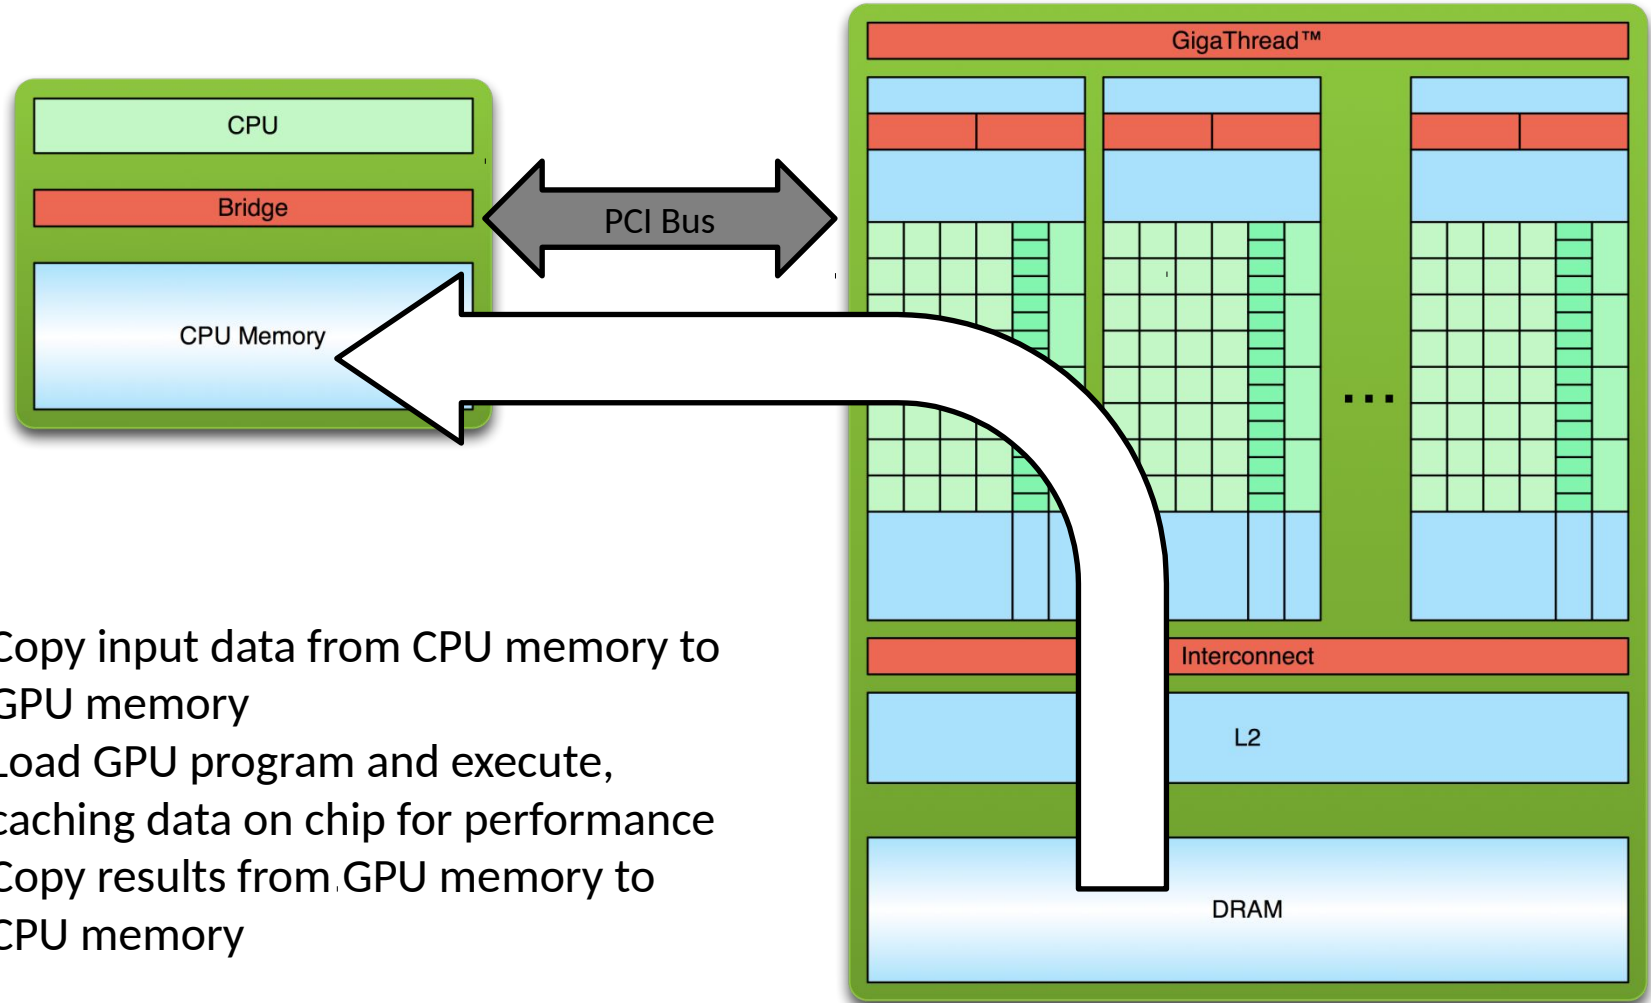 GigaThread™
CPU
Bridge
PCI Bus
CPU Memory
...
Copy input data from CPU memory to
GPU memory
Load GPU program and execute,
caching data on chip for performance
Copy results from GPU memory to
CPU memory
Interconnect
L2
DRAM